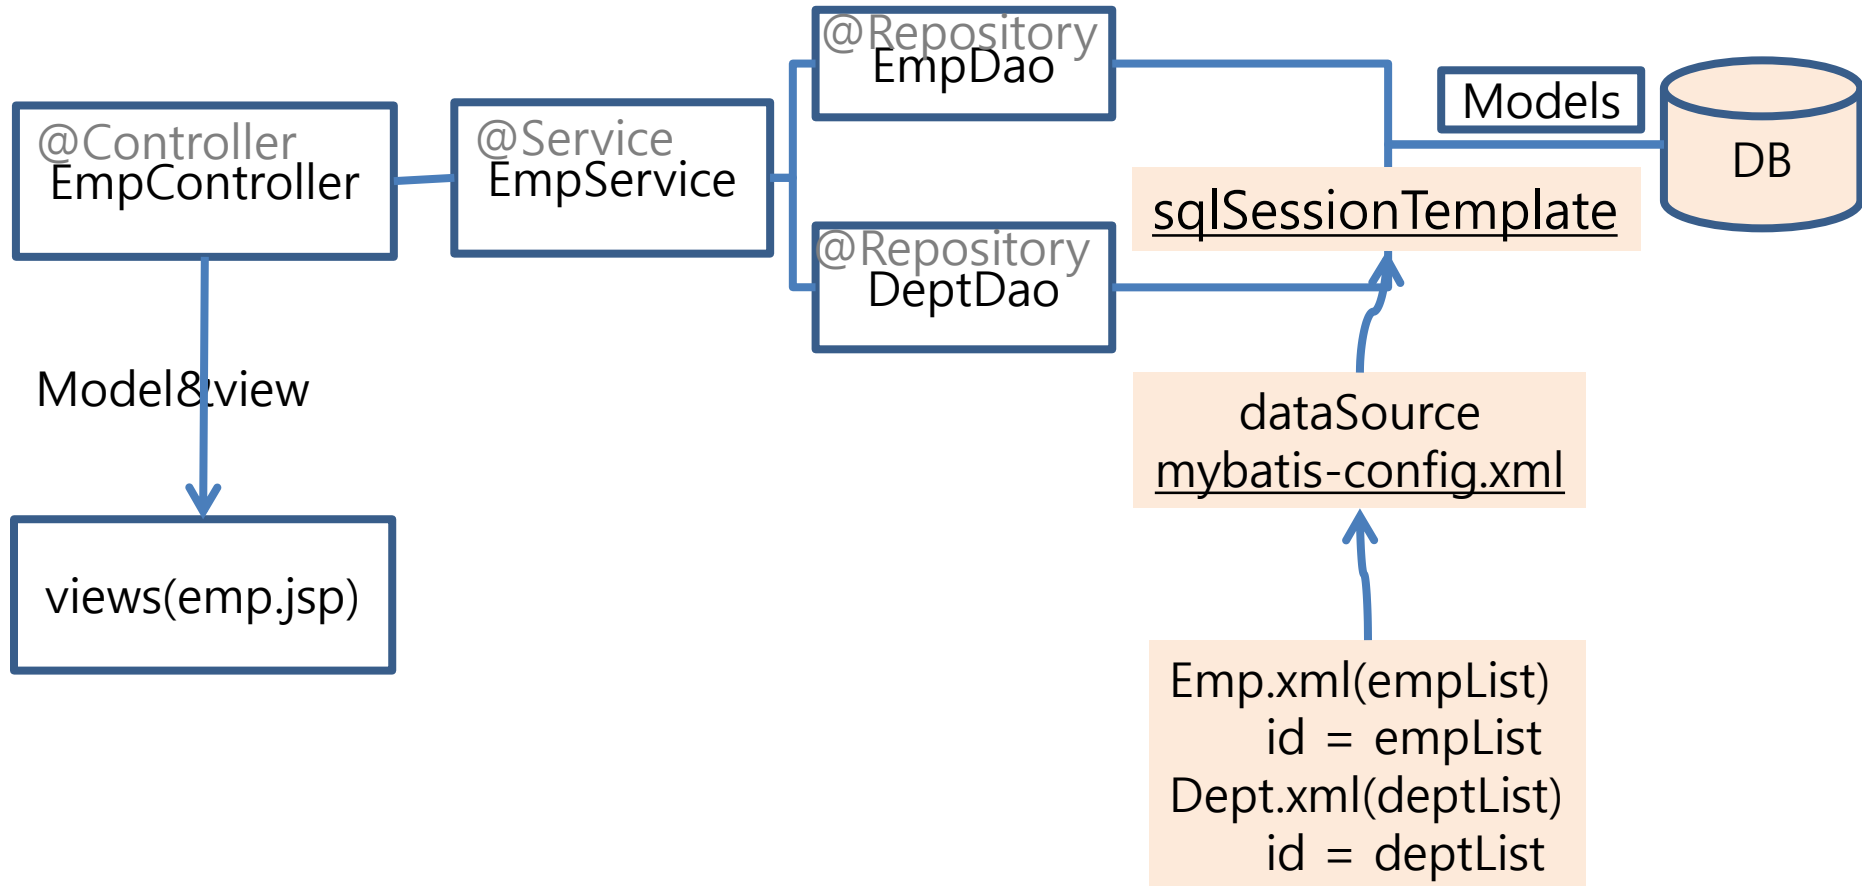 @Controller
EmpController
@Service
EmpService
@Repository
EmpDao
@Repository
DeptDao
Models
DB
sqlSessionTemplate
Model&view
dataSource
mybatis-config.xml
views(emp.jsp)
Emp.xml(empList)
id = empList
Dept.xml(deptList)
id = deptList